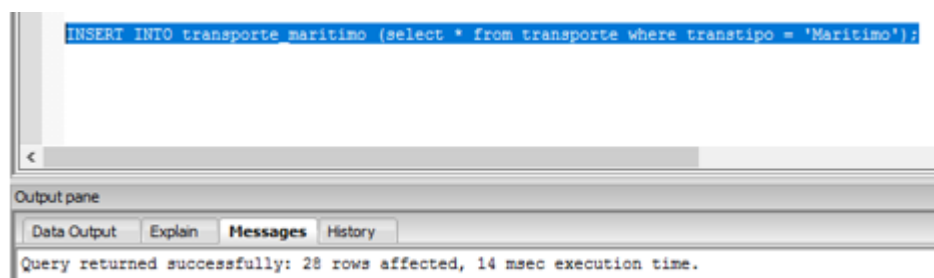 INSERT INTO transporte_maritimo (select * from transporte where transtipo = 'Maritimo');
Output pane
Data Output Explain Messages History
Query returned successfully: 28 rows affected, 14 msec execution time.